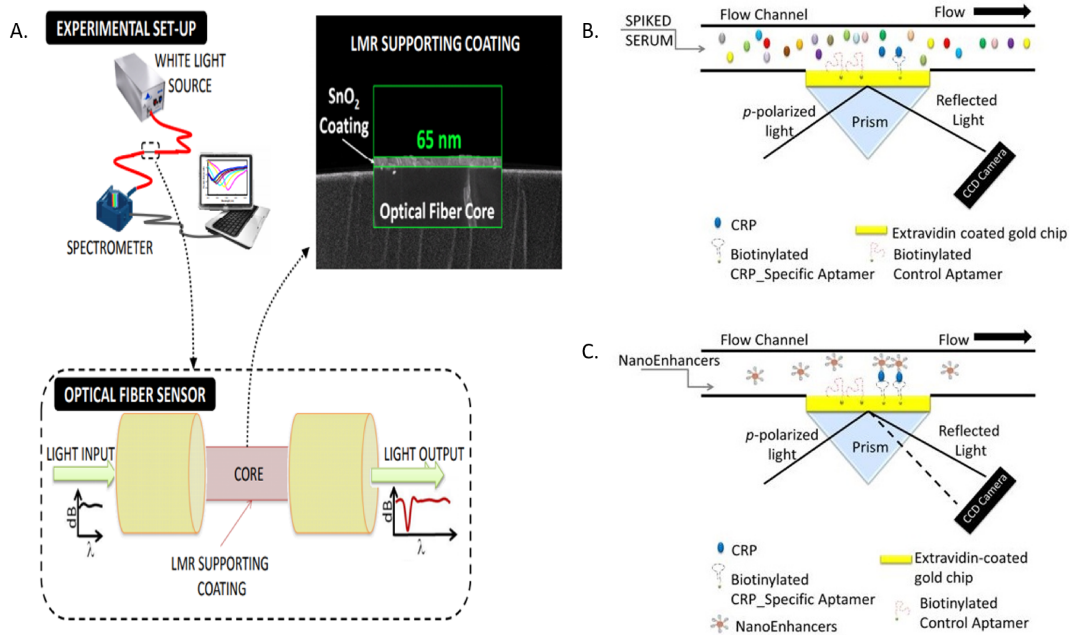 A.
EXPERIMENTAL SET-UP
WHITE LIGHT
SOURCE
SPECTROMETER
LMR SUPPORTING COATING
SnO2
Coating
65 nm
Optical Fiber Core
OPTICAL FIBER SENSOR
LIGHT INPUT
dB
λ
CORE
LMR SUPPORTING
COATING
LIGHT OUTPUT
dB
λ
B.
SPIKED
SERUM
Flow Channel
Flow
p-polarized
light
Prism
Reflected
Light
CCD Camera
CRP
Biotinylated
CRP_Specific Aptamer
Extravidin coated gold chip
Biotinylated
Control Aptamer
C.
NanoEnhancers
Flow Channel
Flow
p-polarized
light
Prism
Reflected
Light
CCD Camera
CRP
Biotinylated
CRP_Specific Aptamer
NanoEnhancers
Extravidin-coated
gold chip
Biotinylated
Control Aptamer